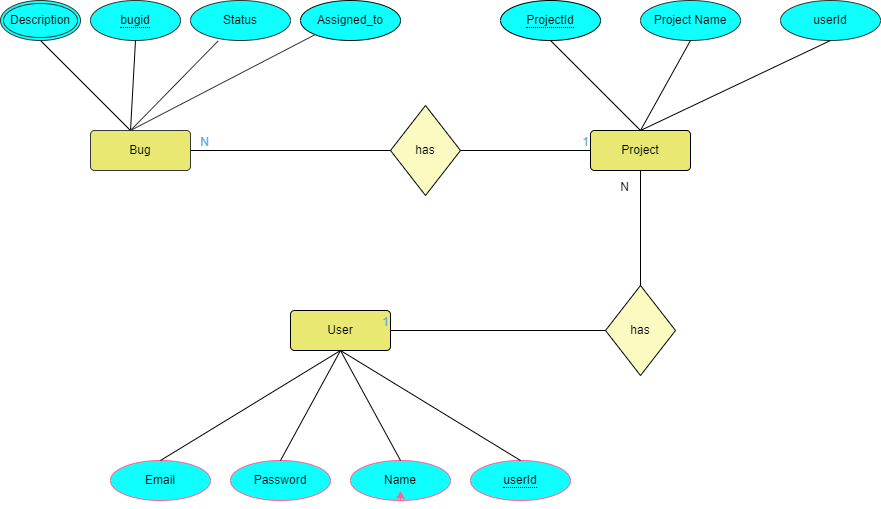 Description
bugid
Status
Assigned_to
ProjectId
Project Name
userId
Bug
N
has
1
Project
N
User
1
has
Email
Password
Name
userId